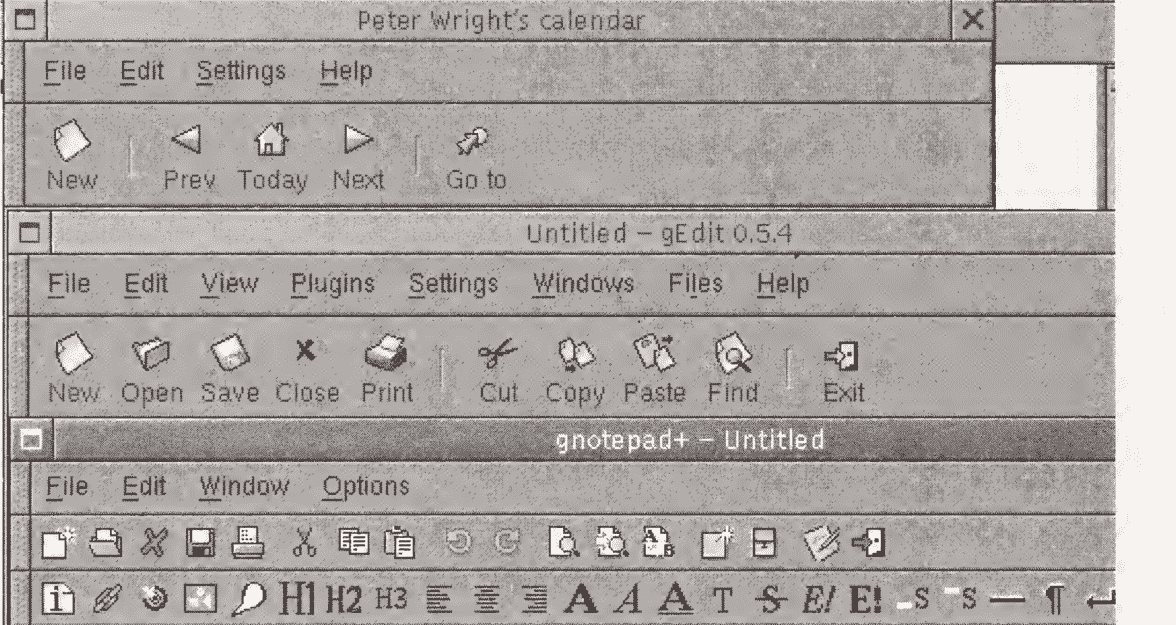 Peter Wright's calendar
File Edit Settings Help
New Prev Today Next Go to
Untitled – gEdit 0.5.4
File Edit View Plugins Settings Windows Files Help
New Open Save Close Print Cut Copy Paste Find Exit
gnotepad+ – Untitled
File Edit Window Options
A B
i H1 H2 H3 A A A T S E! E! S S ¶